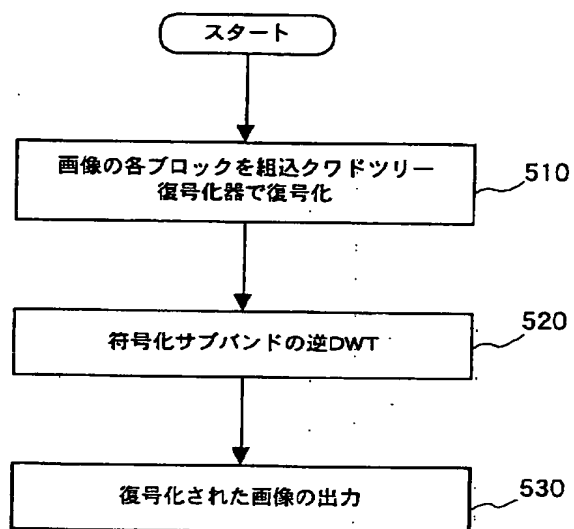 スタート
画像の各ブロックを組込クワドツリー
復号化器で復号化
510
符号化サブバンドの逆DWT
520
復号化された画像の出力
530